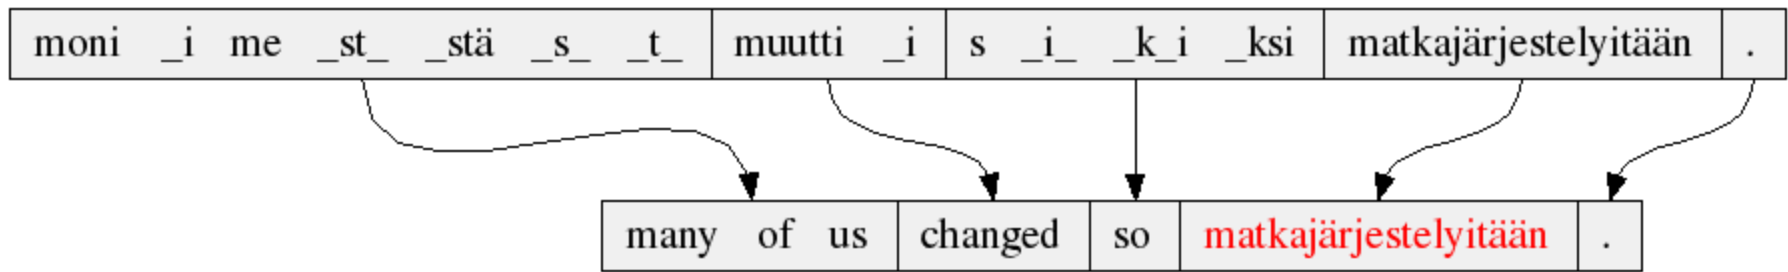 moni _i me _st_ _stä _s_ _t_ muutti _i s _i_ _k_i _ksi matkajärjestelyitään .
many of us changed so matkajärjestelyitään .